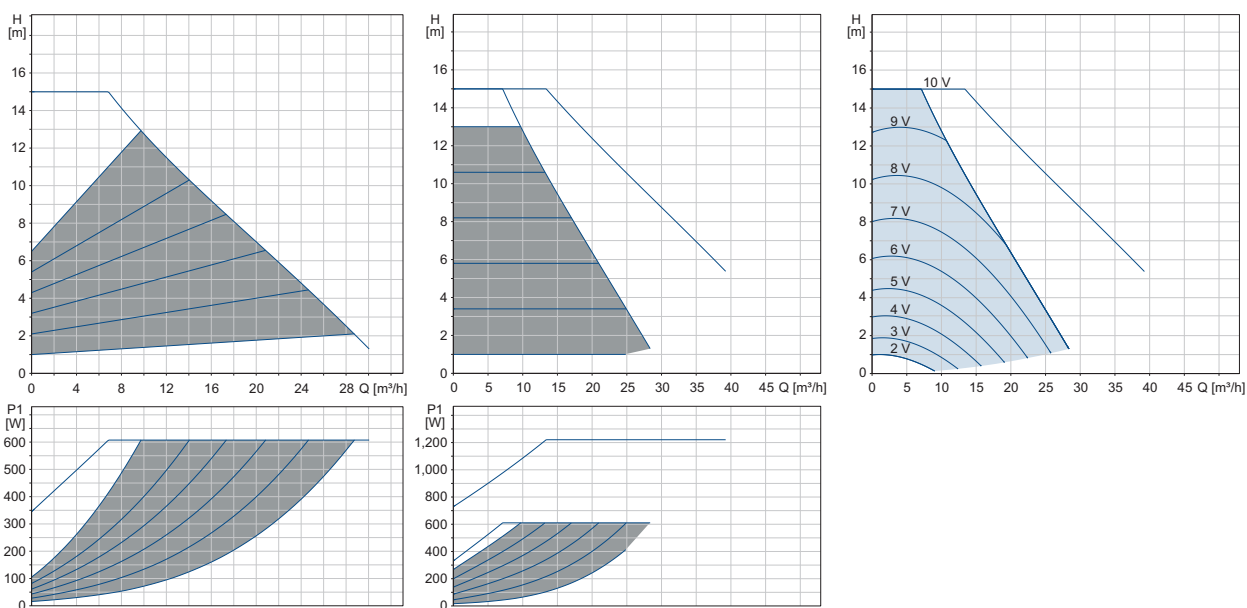 H
[m]
16
14
12
10
8
6
4
2
0
0 4 8 12 16 20 24 28 Q [m³/h]
H
[m]
16
14
12
10
8
6
4
2
0
0 5 10 15 20 25 30 35 40 45 Q [m³/h]
H
[m]
16
14
12
10
8
6
4
2
0
10 V
9 V
8 V
7 V
6 V
5 V
4 V
3 V
2 V
0 5 10 15 20 25 30 35 40 45 Q [m³/h]
P1
[W]
600
500
400
300
200
100
0
P1
[W]
1,200
1,000
800
600
400
200
0